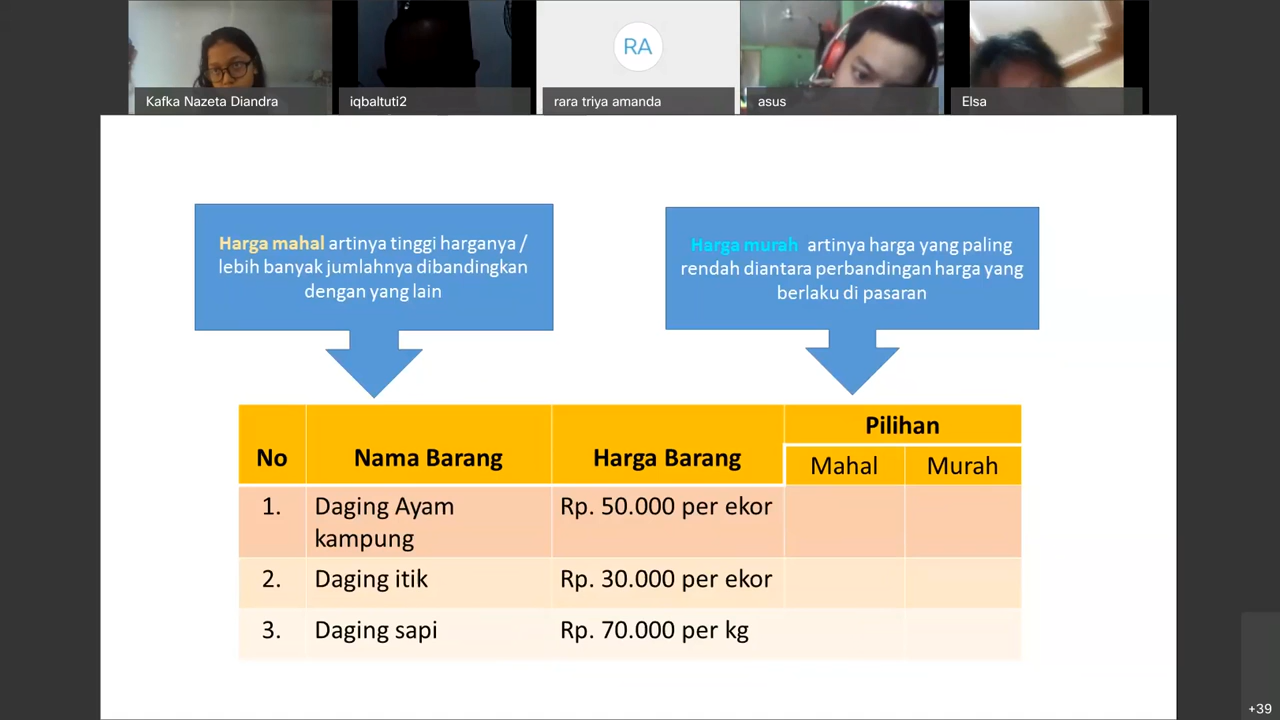 RA
Kafka Nazeta Diandra
iqbaltuti2
rara triya amanda
asus
Elsa
Harga mahal artinya tinggi harganya /
lebih banyak jumlahnya dibandingkan
dengan yang lain
Harga murah artinya harga yang paling
rendah diantara perbandingan harga yang
berlaku di pasaran
No
Nama Barang
Harga Barang
Pilihan
Mahal
Murah
1.
Daging Ayam
kampung
Rp. 50.000 per ekor
2.
Daging itik
Rp. 30.000 per ekor
3.
Daging sapi
Rp. 70.000 per kg
+39